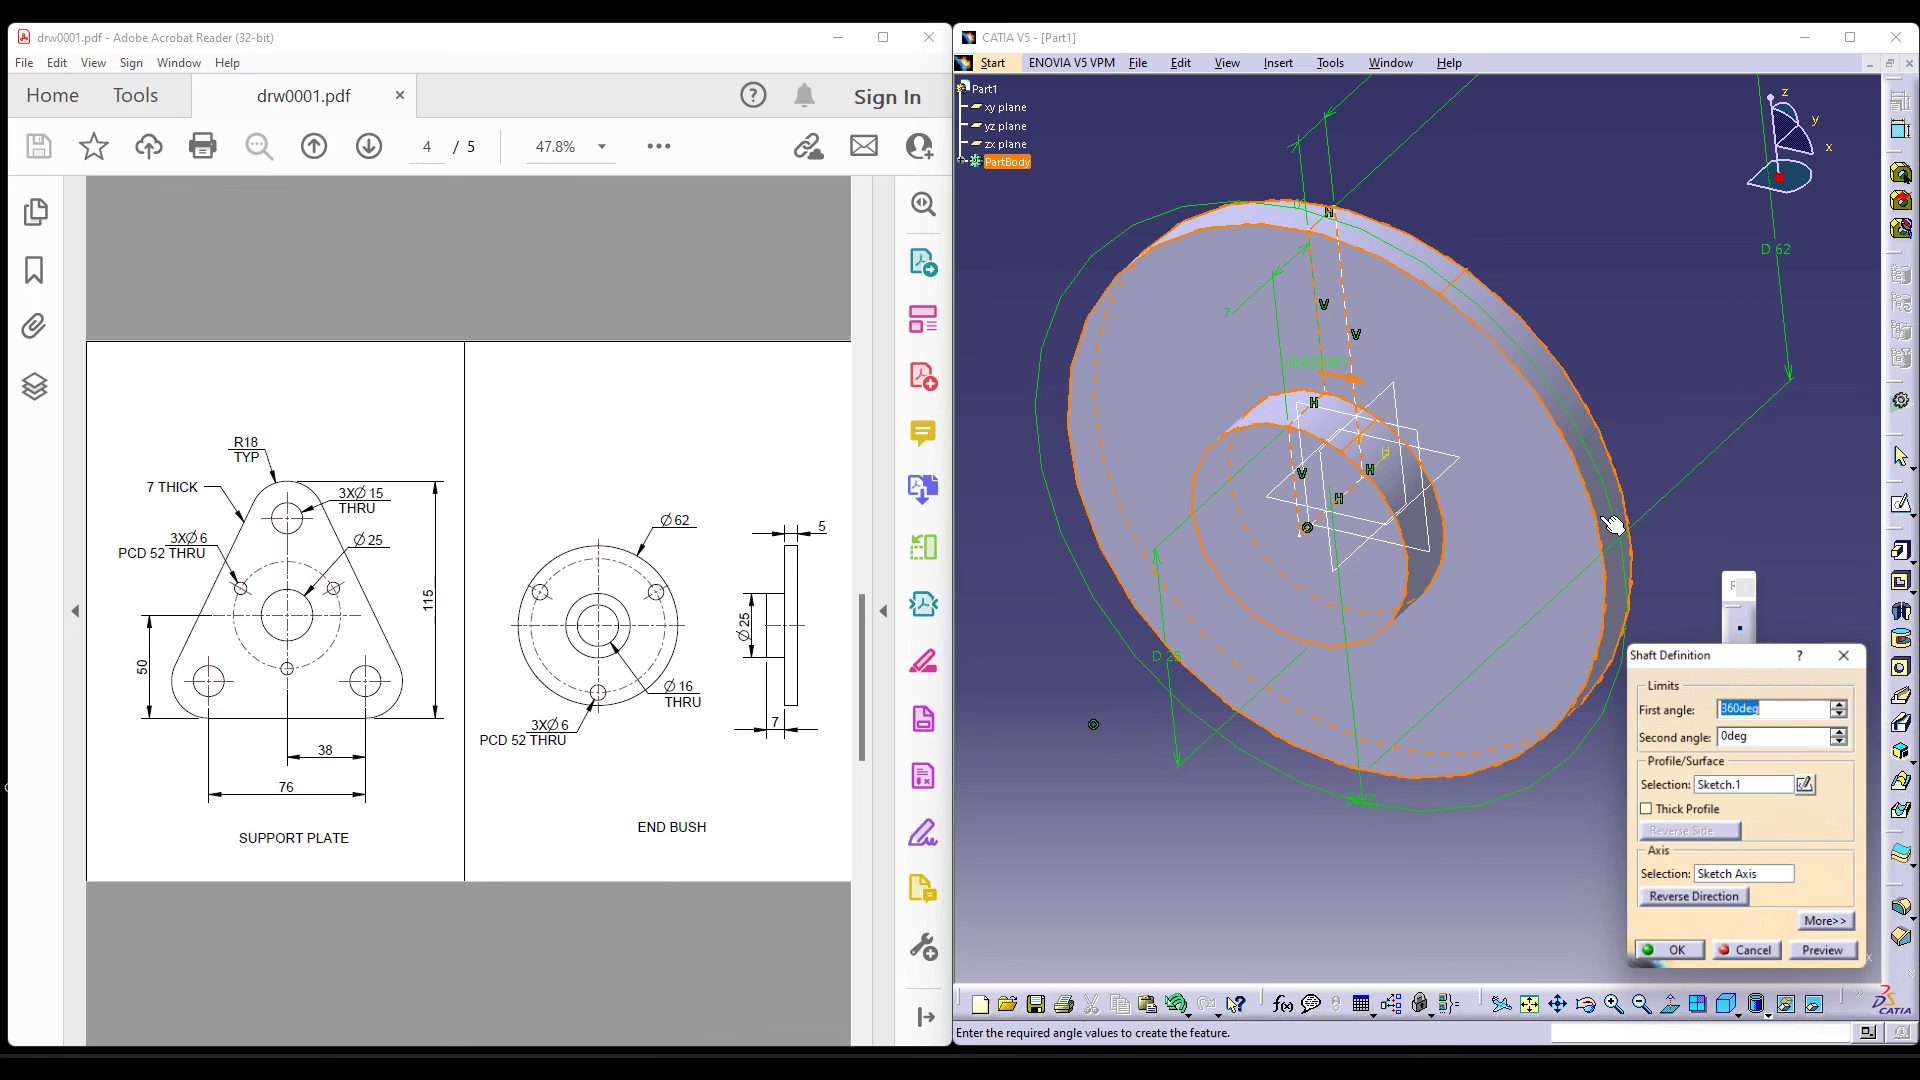 drw0001.pdf - Adobe Acrobat Reader (32-bit)
File Edit View Sign Window Help
Home Tools drw0001.pdf × Sign In
4 / 5 47.8%
R18
TYP
7 THICK
3X∅15
THRU
3X∅6
PCD 52 THRU
∅25
115
50
38
76
SUPPORT PLATE
∅62
5
∅25
∅16
THRU
3X∅6
PCD 52 THRU
7
END BUSH
CATIA V5 - [Part1]
Start ENOVIA V5 VPM File Edit View Insert Tools Window Help
Part1
xy plane
yz plane
zx plane
PartBody
z
y
x
D 62
H
7
V
V
H
H
V
H
H
D 25
Shaft Definition ? ×
Limits
First angle: 360deg
Second angle: 0deg
Profile/Surface
Selection: Sketch.1
Thick Profile
Reverse Side
Axis
Selection: Sketch Axis
Reverse Direction
More>>
OK Cancel Preview
f(x)
CATIA
Enter the required angle values to create the feature.